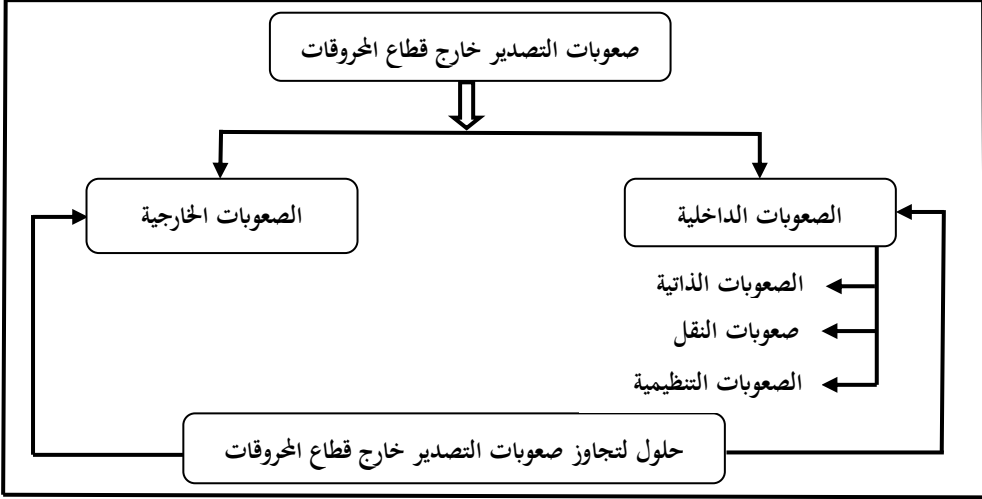 صعوبات التصدير خارج قطاع المحروقات
الصعوبات الداخلية
الصعوبات الخارجية
الصعوبات الذاتية
صعوبات النقل
الصعوبات التنظيمية
حلول لتجاوز صعوبات التصدير خارج قطاع المحروقات